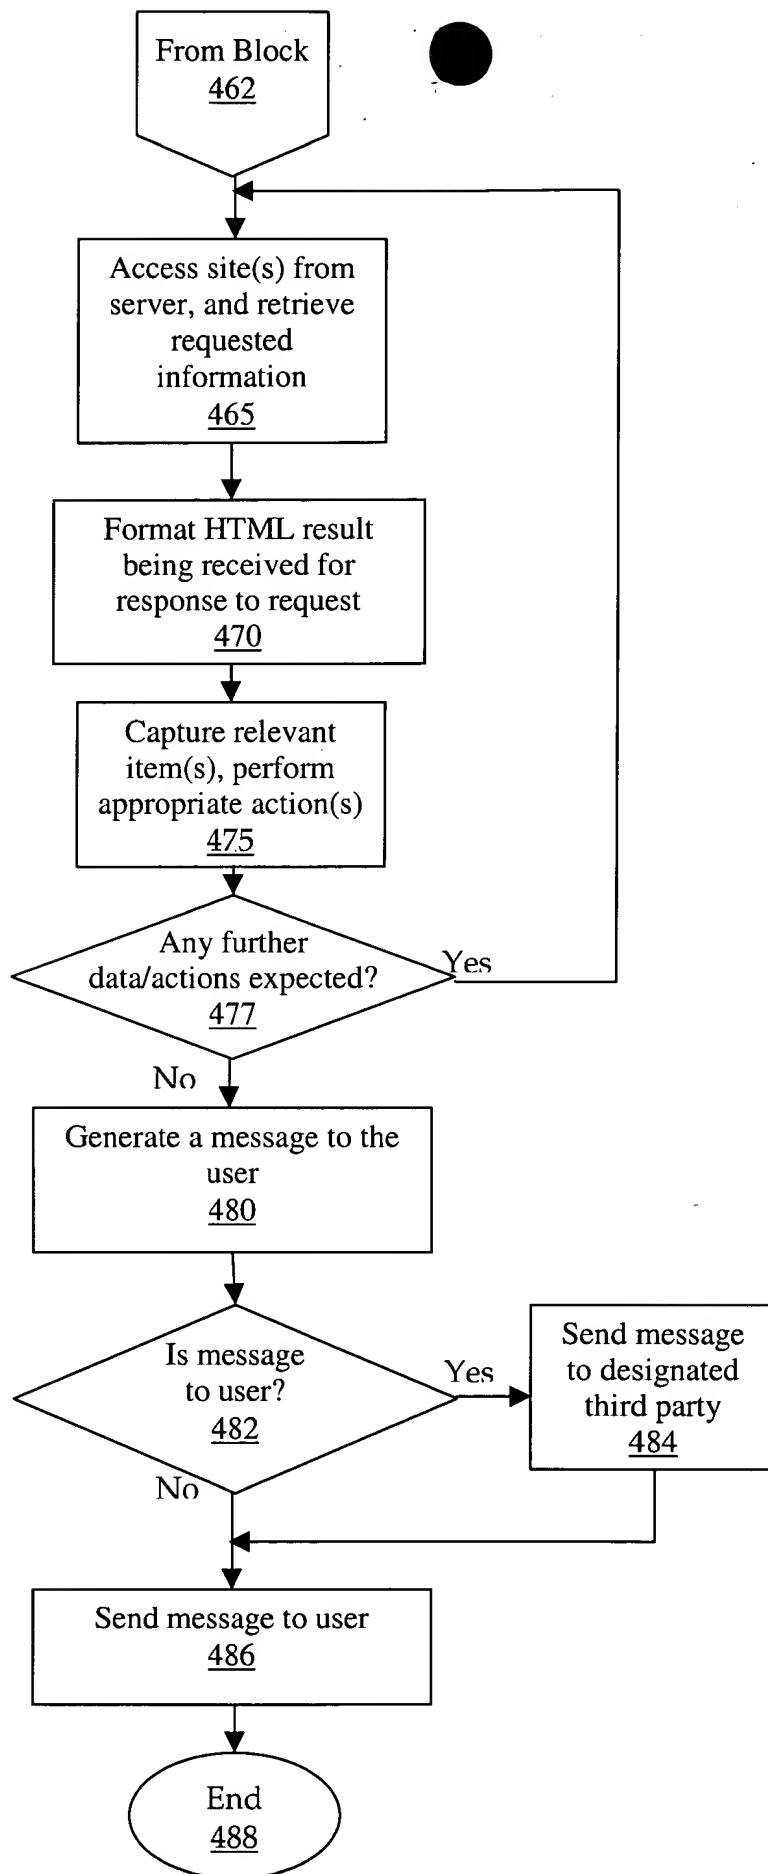 From Block
462
Access site(s) from
server, and retrieve
requested
information
465
Format HTML result
being received for
response to request
470
Capture relevant
item(s), perform
appropriate action(s)
475
Any further
data/actions expected?
477
Yes
No
Generate a message to the
user
480
Is message
to user?
482
Yes
Send message
to designated
third party
484
No
Send message to user
486
End
488